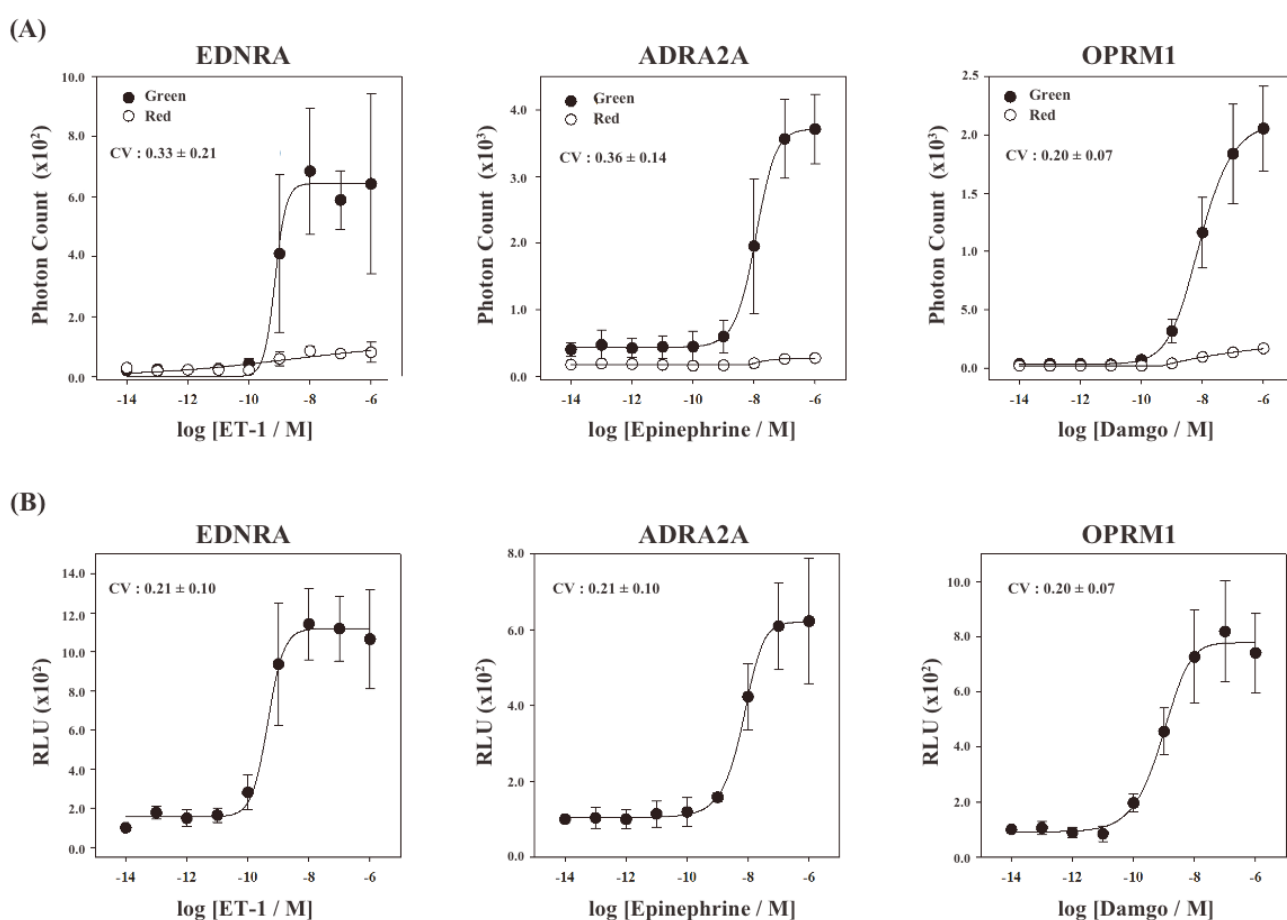 (A)
EDNRA
ADRA2A
OPRM1
10.0
8.0
6.0
4.0
2.0
0.0
Photon Count (x10²)
Green
Red
CV : 0.33 ± 0.21
-14
-12
-10
-8
-6
log [ET-1 / M]
4.0
3.0
2.0
1.0
0.0
Photon Count (x10³)
Green
Red
CV : 0.36 ± 0.14
-14
-12
-10
-8
-6
log [Epinephrine / M]
2.5
2.0
1.5
1.0
5.0
0.0
Photon Count (x10³)
Green
Red
CV : 0.20 ± 0.07
-14
-12
-10
-8
-6
log [Damgo / M]
(B)
EDNRA
ADRA2A
OPRM1
14.0
12.0
10.0
8.0
6.0
4.0
2.0
0.0
RLU (x10²)
CV : 0.21 ± 0.10
-14
-12
-10
-8
-6
log [ET-1 / M]
8.0
6.0
4.0
2.0
0.0
RLU (x10²)
CV : 0.21 ± 0.10
-14
-12
-10
-8
-6
log [Epinephrine / M]
10.0
8.0
6.0
4.0
2.0
0.0
RLU (x10²)
CV : 0.20 ± 0.07
-14
-12
-10
-8
-6
log [Damgo / M]